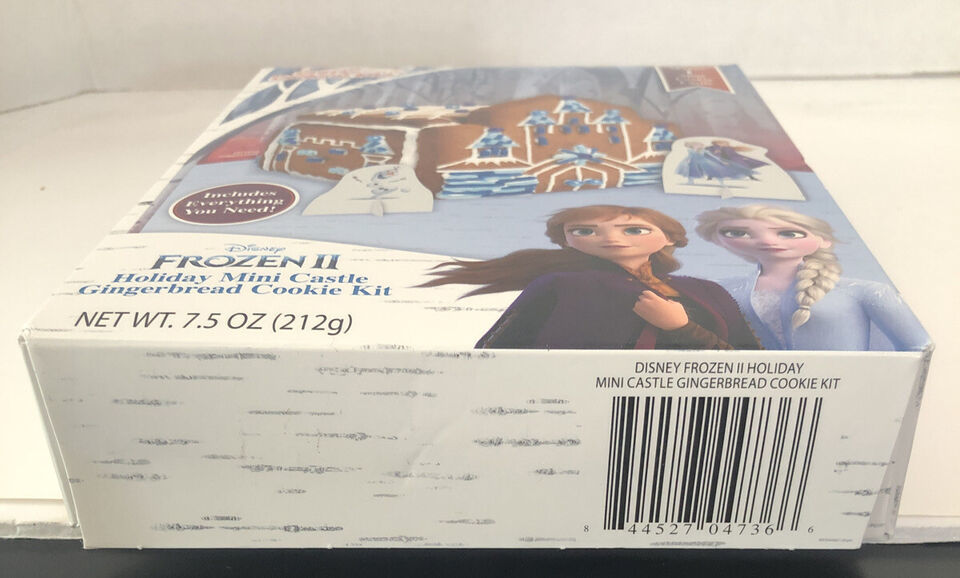 Includes
Everything
You Need!
Disney
FROZEN II
Holiday Mini Castle
Gingerbread Cookie Kit
NET WT. 7.5 OZ (212g)
DISNEY FROZEN II HOLIDAY
MINI CASTLE GINGERBREAD COOKIE KIT
8 44527 04736 6